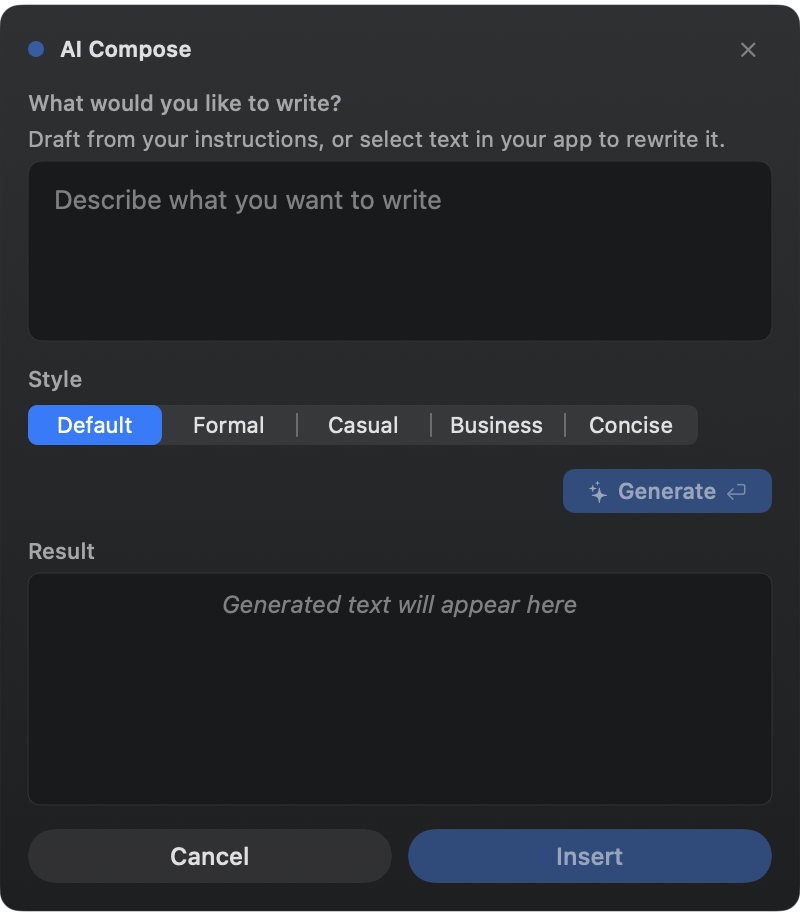 AI Compose
What would you like to write?
Draft from your instructions, or select text in your app to rewrite it.
Describe what you want to write
Style
Default Formal Casual Business Concise
Generate
Result
Generated text will appear here
Cancel Insert